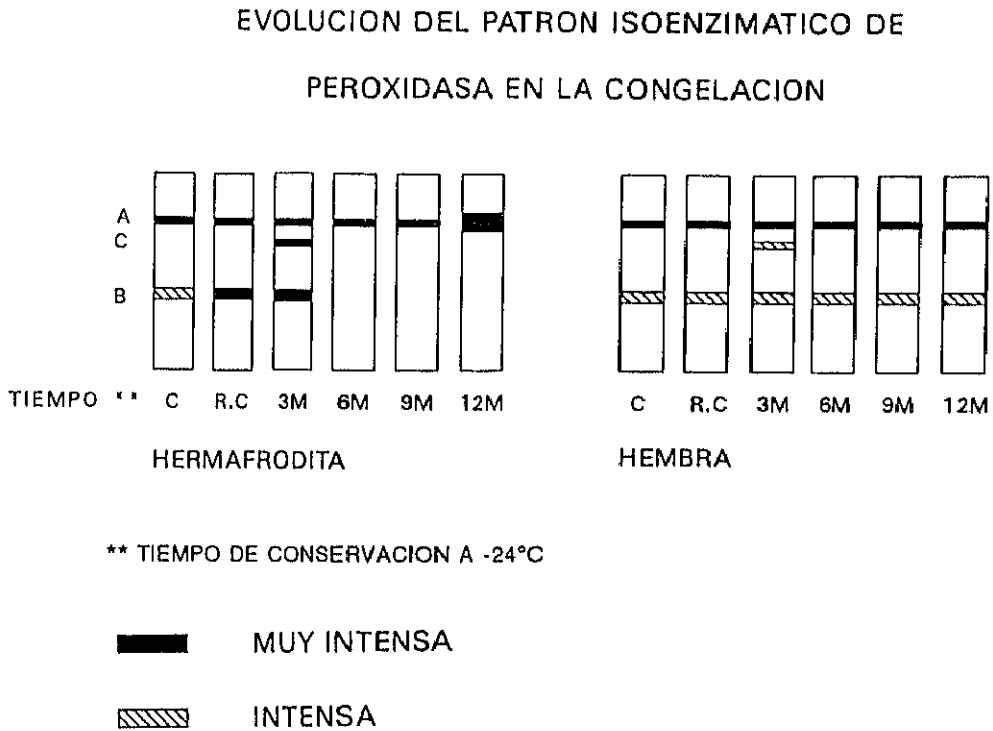 EVOLUCION DEL PATRON ISOENZIMATICO DE
PEROXIDASA EN LA CONGELACION
A
C
B
TIEMPO ** C R.C 3M 6M 9M 12M C R.C 3M 6M 9M 12M
HERMAFRODITA HEMBRA
** TIEMPO DE CONSERVACION A -24°C
MUY INTENSA
INTENSA